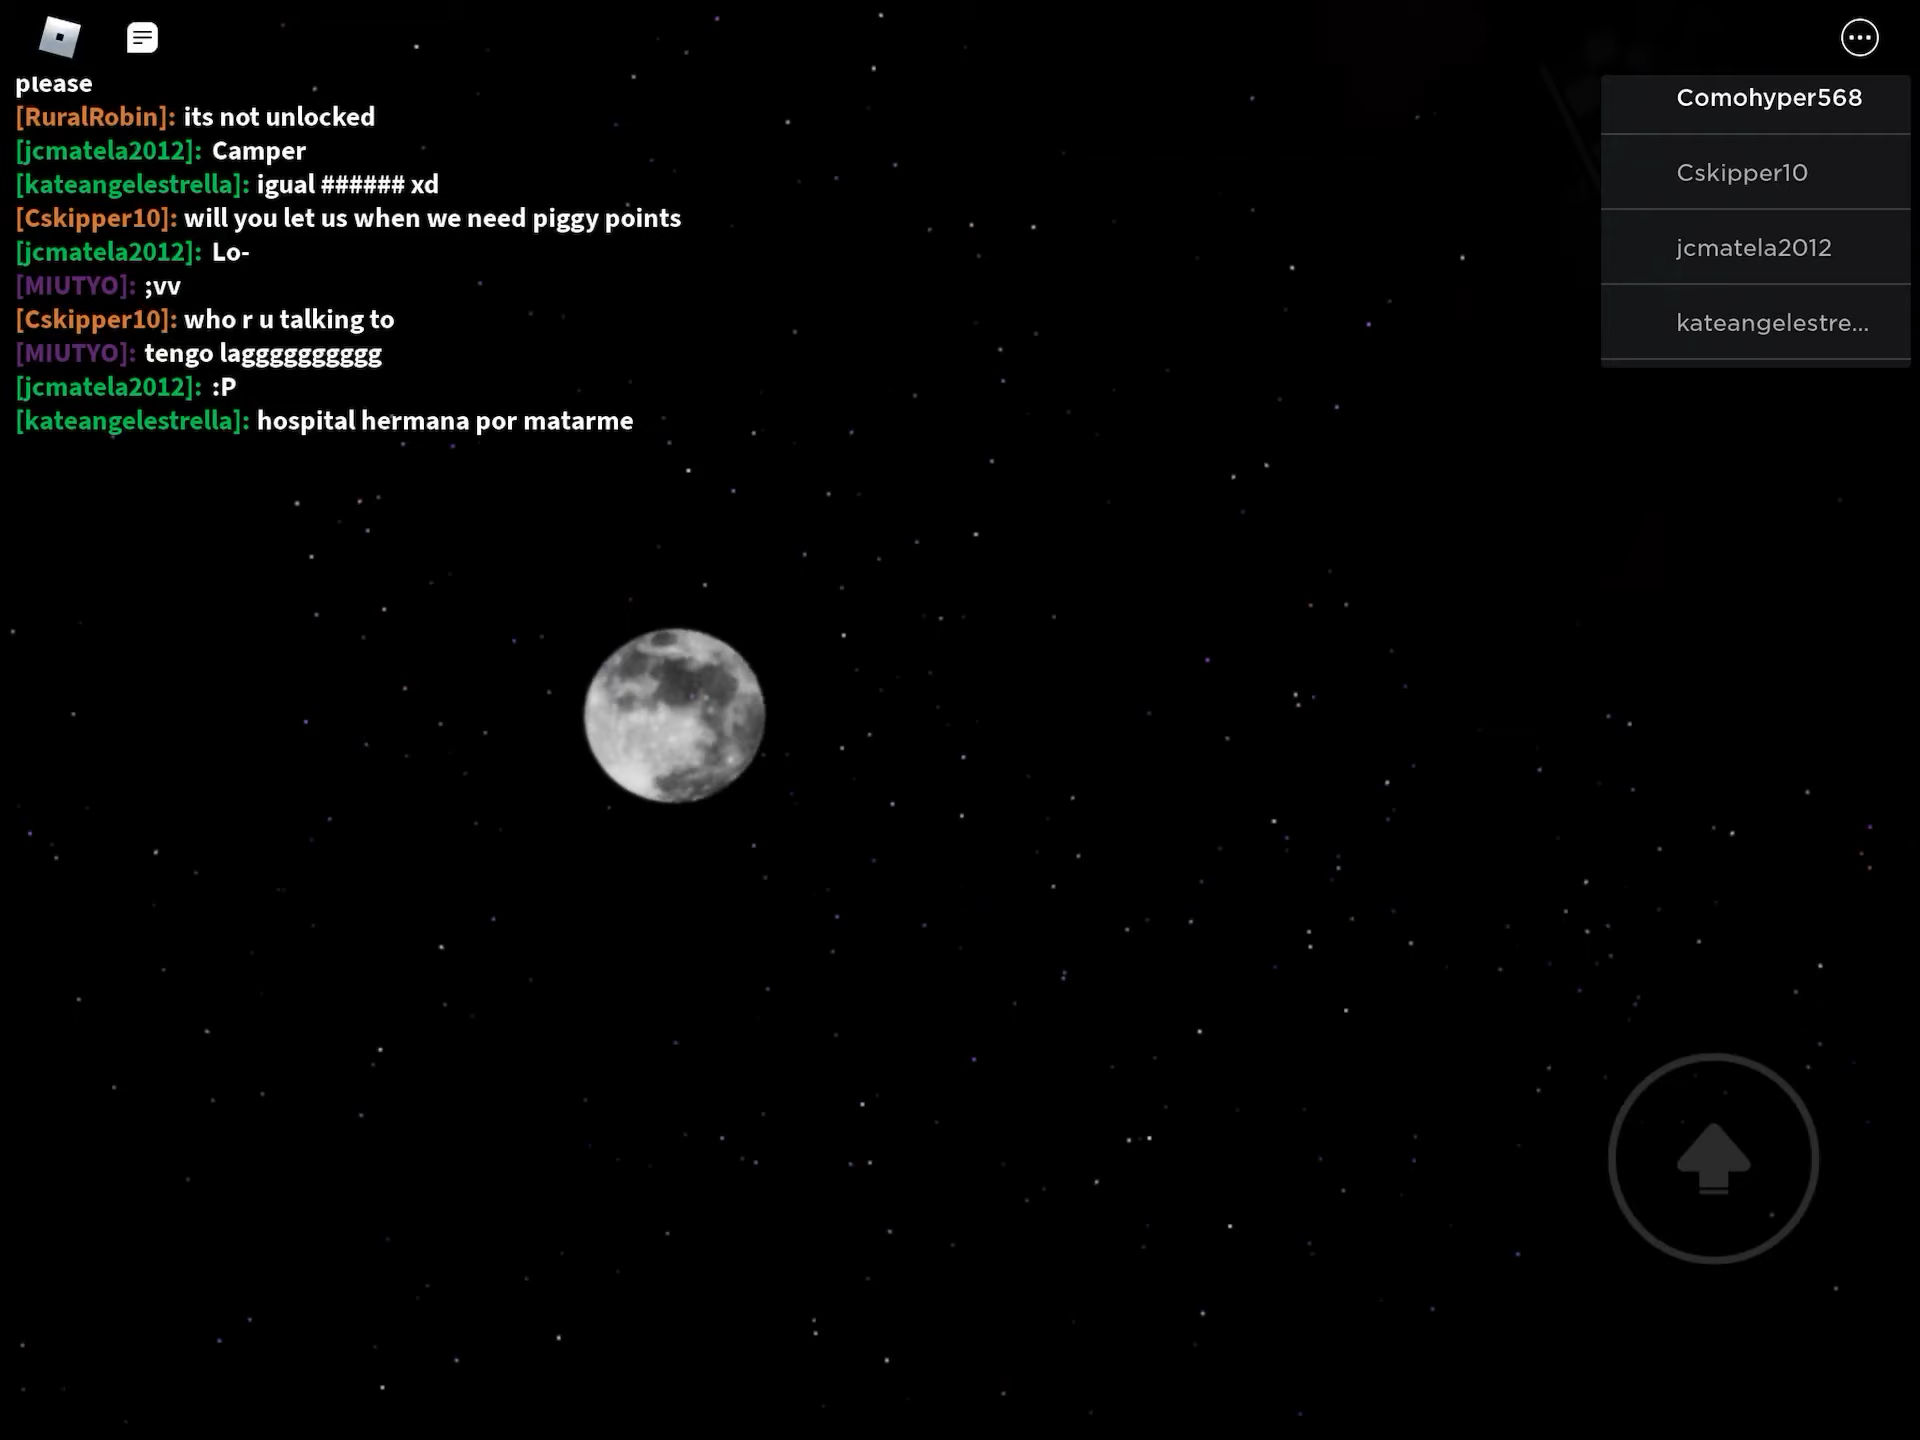 please
[RuralRobin]: its not unlocked
[jcmatela2012]: Camper
[kateangelestrella]: igual ###### xd
[Cskipper10]: will you let us when we need piggy points
[jcmatela2012]: Lo-
[MIUTYO]: ;vv
[Cskipper10]: who r u talking to
[MIUTYO]: tengo lagggggggggg
[jcmatela2012]: :P
[kateangelestrella]: hospital hermana por matarme
Comohyper568
Cskipper10
jcmatela2012
kateangelestre...